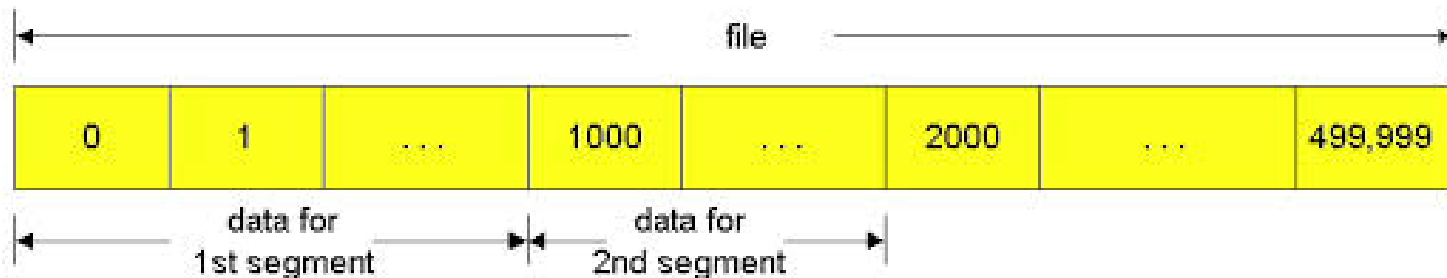 file
0 1 . . . 1000 . . . 2000 . . . 499,999
data for data for
1st segment 2nd segment